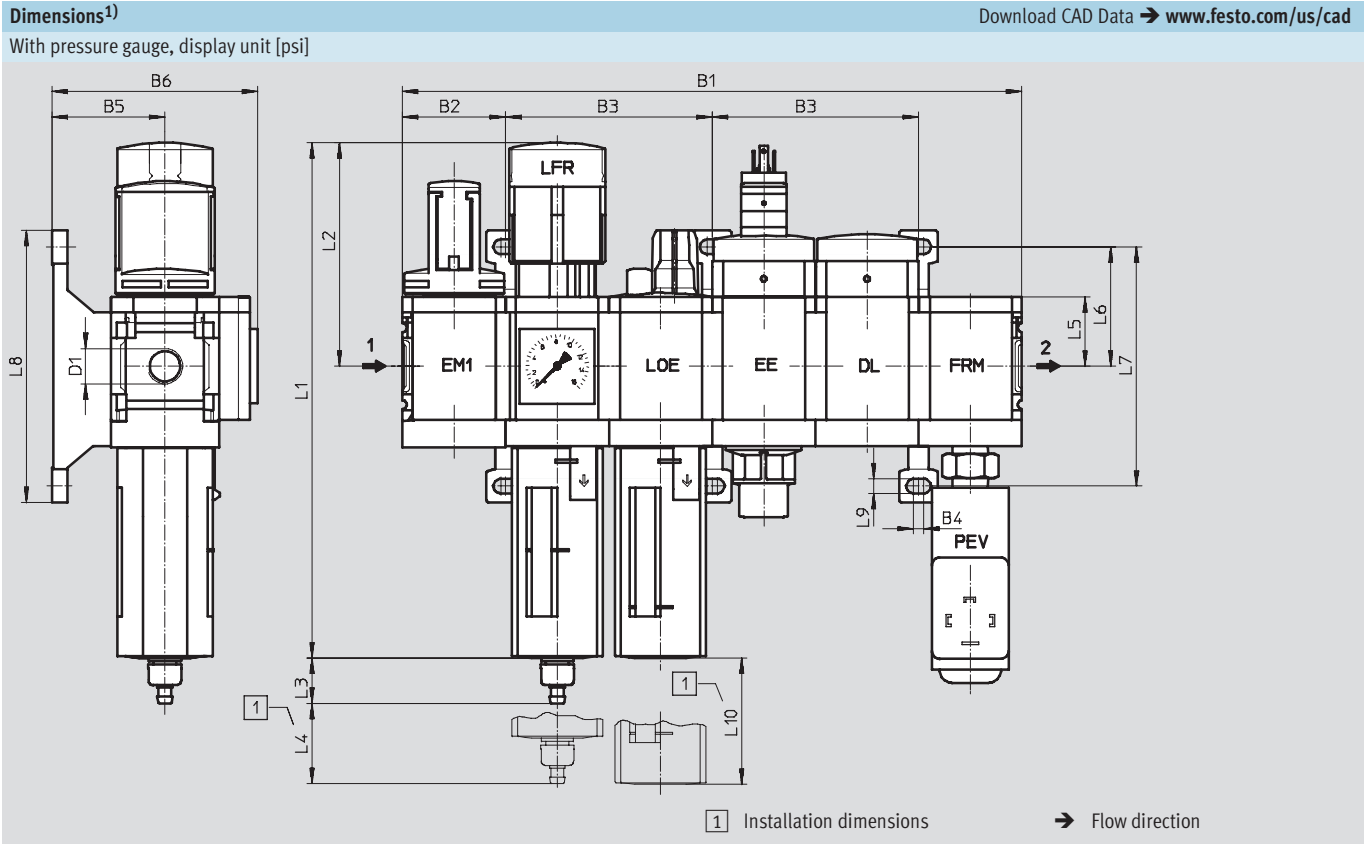 Dimensions1) Download CAD Data ➔ www.festo.com/us/cad
With pressure gauge, display unit [psi]
B6 B1
B5 B2 B3 B3
LFR
L2
L8 D1 L1 L5 L6 L7
1 EM1 LOE EE DL FRM 2
L9 B4
PEV
L3 1 L10
1 L4
1 Installation dimensions ➔ Flow direction